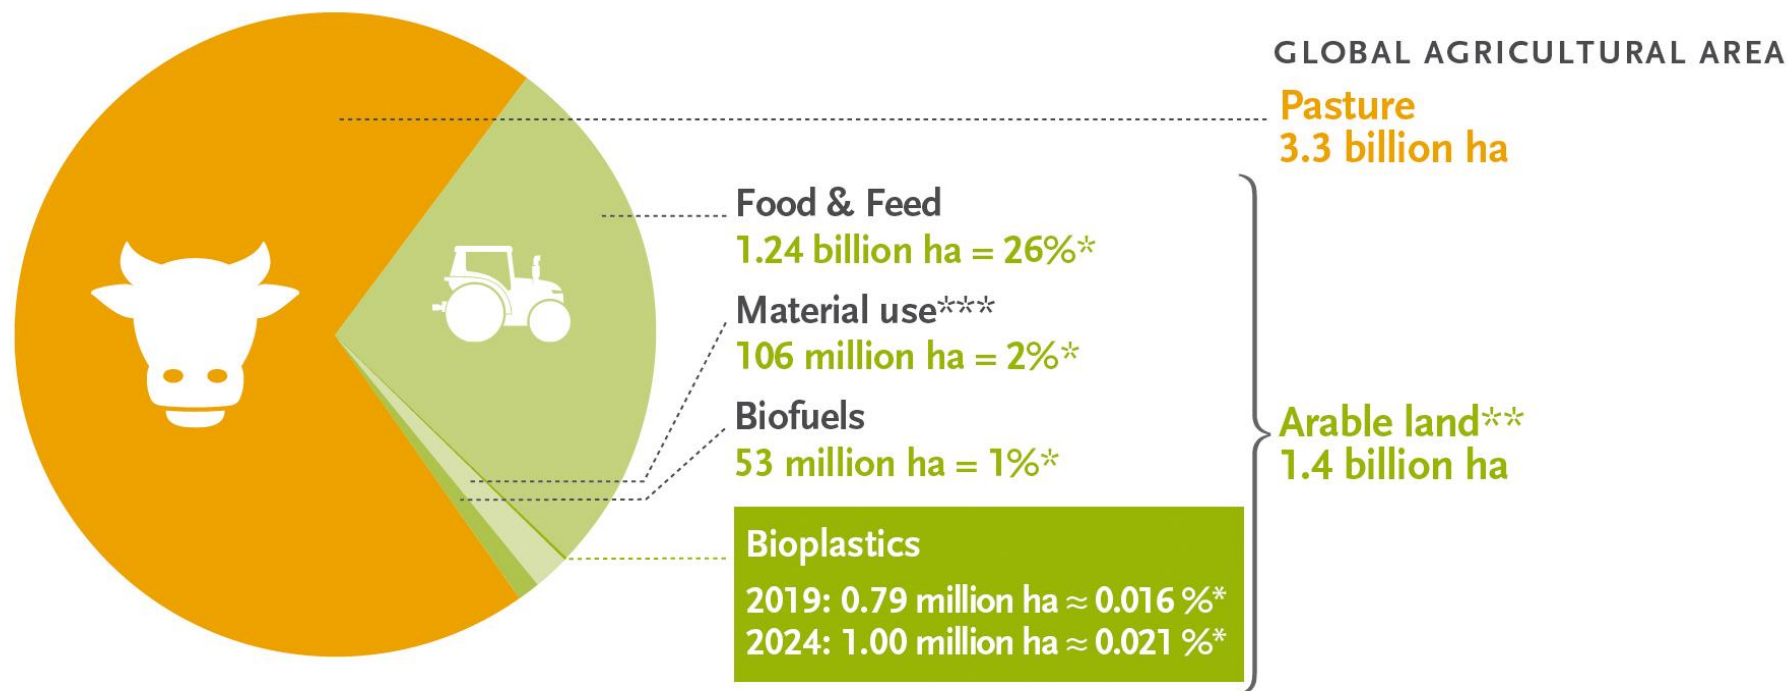 GLOBAL AGRICULTURAL AREA
Pasture
3.3 billion ha
Food & Feed
1.24 billion ha = 26%*
Material use***
106 million ha = 2%*
Biofuels
53 million ha = 1%*
Arable land**
1.4 billion ha
Bioplastics
2019: 0.79 million ha ≈ 0.016 %*
2024: 1.00 million ha ≈ 0.021 %*